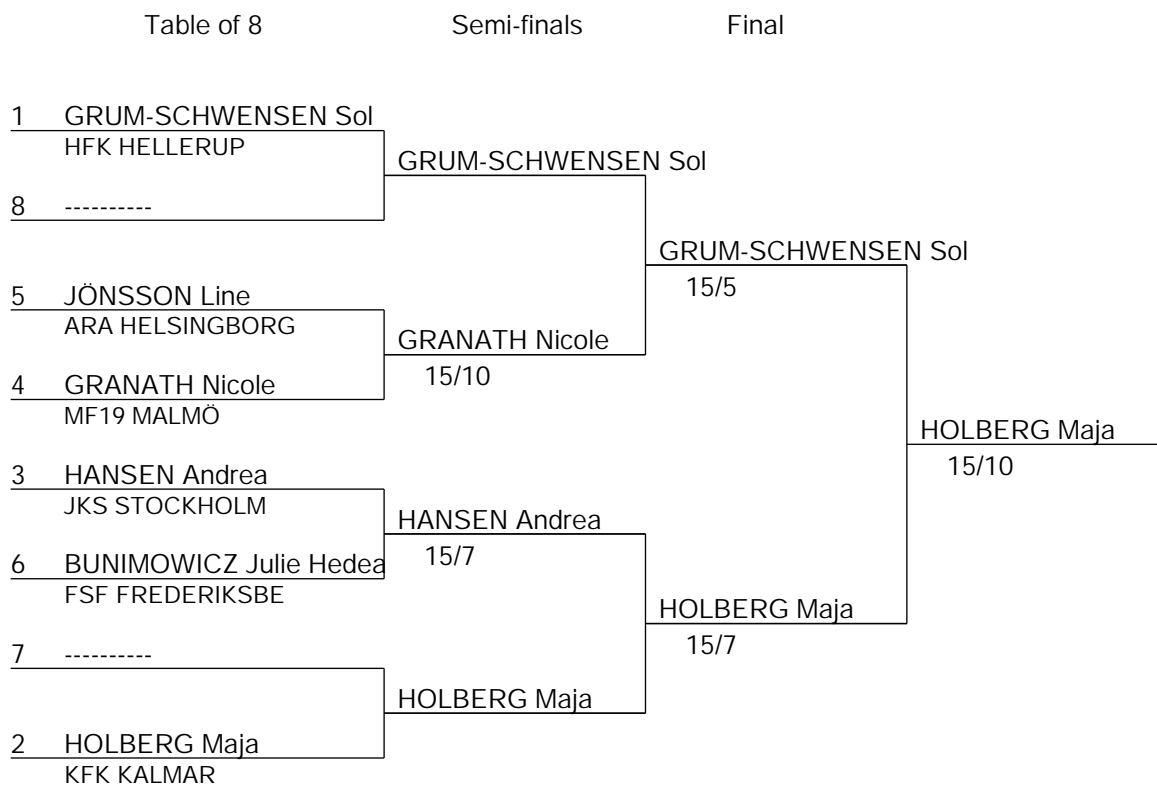 Table of 8 Semi-finals Final
1 GRUM-SCHWENSEN Sol
HFK HELLERUP
GRUM-SCHWENSEN Sol
8 ----------
GRUM-SCHWENSEN Sol
15/5
5 JÖNSSON Line
ARA HELSINGBORG
GRANATH Nicole
15/10
4 GRANATH Nicole
MF19 MALMÖ
HOLBERG Maja
15/10
3 HANSEN Andrea
JKS STOCKHOLM
HANSEN Andrea
15/7
6 BUNIMOWICZ Julie Hedea
FSF FREDERIKSBE
HOLBERG Maja
15/7
7 ----------
HOLBERG Maja
2 HOLBERG Maja
KFK KALMAR